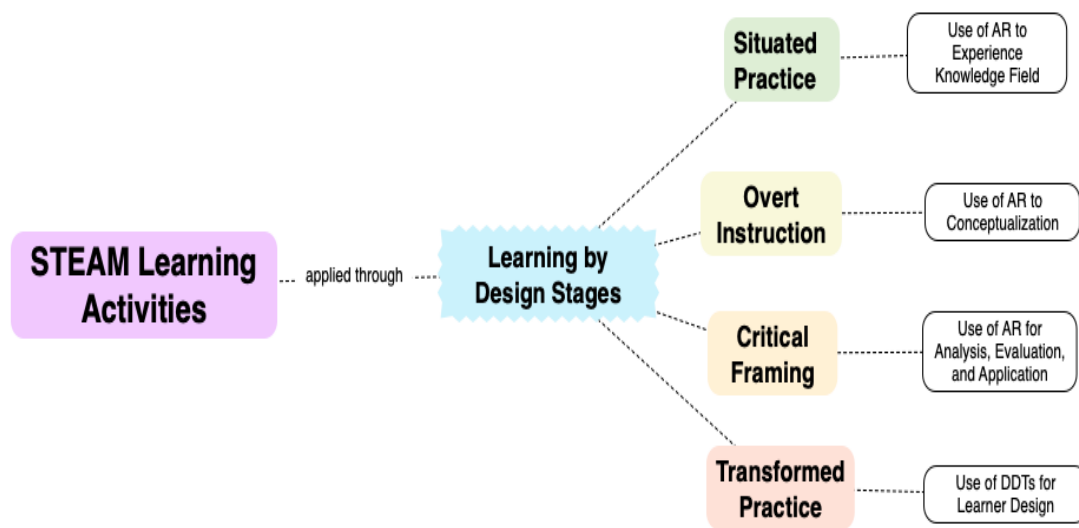 STEAM Learning
Activities
applied through
Learning by
Design Stages
Situated
Practice
Use of AR to
Experience
Knowledge Field
Overt
Instruction
Use of AR to
Conceptualization
Critical
Framing
Use of AR for
Analysis, Evaluation,
and Application
Transformed
Practice
Use of DDTs for
Learner Design